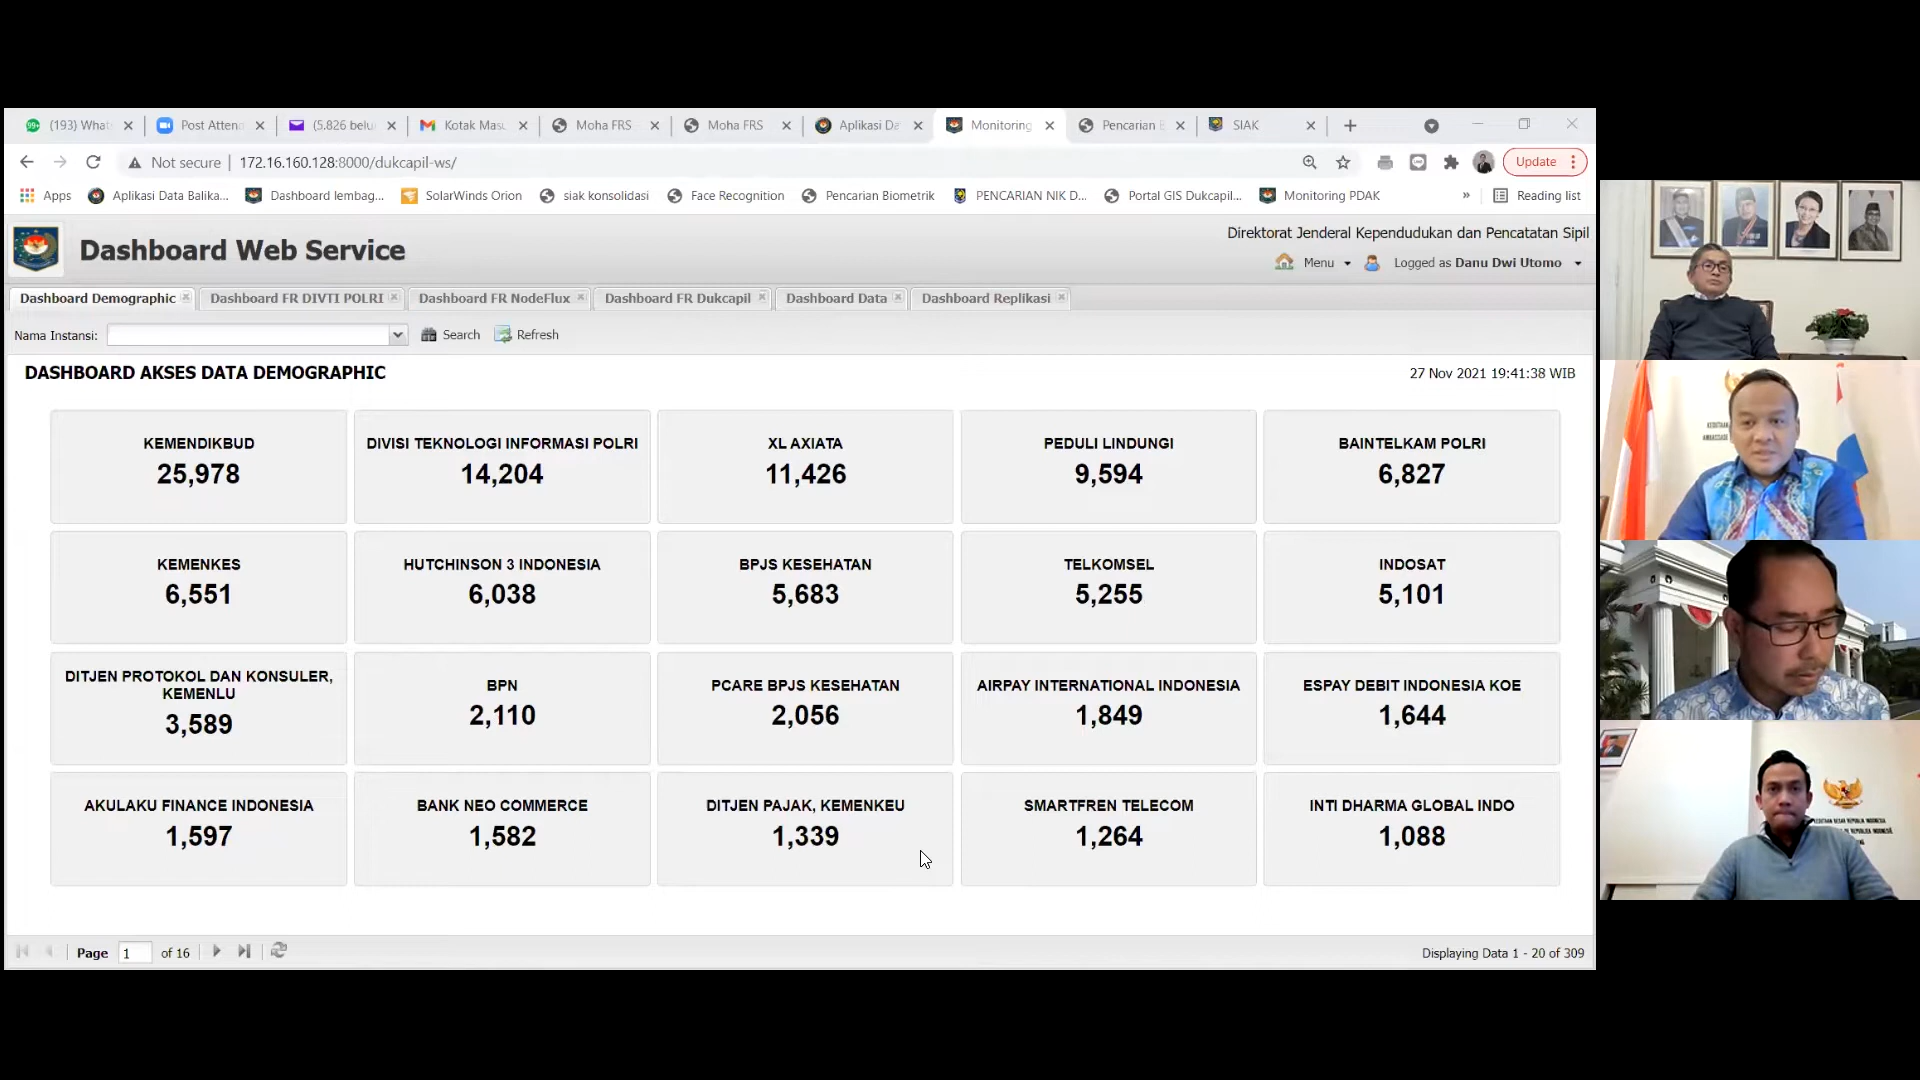 (193) What
Post Atten
(5.826 belu
Kotak Masu
Moha FRS
Moha FRS
Aplikasi Da
Monitoring
Pencarian B
SIAK
Not secure
172.16.160.128:8000/dukcapil-ws/
Update
Apps
Aplikasi Data Balika...
Dashboard lembag...
SolarWinds Orion
siak konsolidasi
Face Recognition
Pencarian Biometrik
PENCARIAN NIK D...
Portal GIS Dukcapil...
Monitoring PDAK
»
Reading list
Dashboard Web Service
Direktorat Jenderal Kependudukan dan Pencatatan Sipil
Menu
Logged as Danu Dwi Utomo
Dashboard Demographic
Dashboard FR DIVTI POLRI
Dashboard FR NodeFlux
Dashboard FR Dukcapil
Dashboard Data
Dashboard Replikasi
Nama Instansi:
Search
Refresh
DASHBOARD AKSES DATA DEMOGRAPHIC
27 Nov 2021 19:41:38 WIB
KEMENDIKBUD
25,978
DIVISI TEKNOLOGI INFORMASI POLRI
14,204
XL AXIATA
11,426
PEDULI LINDUNGI
9,594
BAINTELKAM POLRI
6,827
KEMENKES
6,551
HUTCHINSON 3 INDONESIA
6,038
BPJS KESEHATAN
5,683
TELKOMSEL
5,255
INDOSAT
5,101
DITJEN PROTOKOL DAN KONSULER,
KEMENLU
3,589
BPN
2,110
PCARE BPJS KESEHATAN
2,056
AIRPAY INTERNATIONAL INDONESIA
1,849
ESPAY DEBIT INDONESIA KOE
1,644
AKULAKU FINANCE INDONESIA
1,597
BANK NEO COMMERCE
1,582
DITJEN PAJAK, KEMENKEU
1,339
SMARTFREN TELECOM
1,264
INTI DHARMA GLOBAL INDO
1,088
Page 1 of 16
Displaying Data 1 - 20 of 309